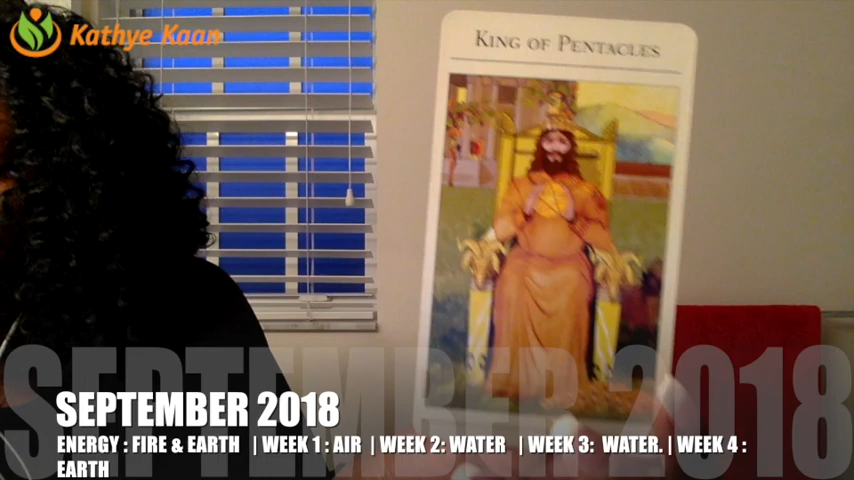 Kathye Kaan
KING OF PENTACLES
SEPTEMBER 2018
SEPTEMBER 2018
ENERGY : FIRE & EARTH | WEEK 1 : AIR | WEEK 2: WATER | WEEK 3: WATER. | WEEK 4 :
EARTH